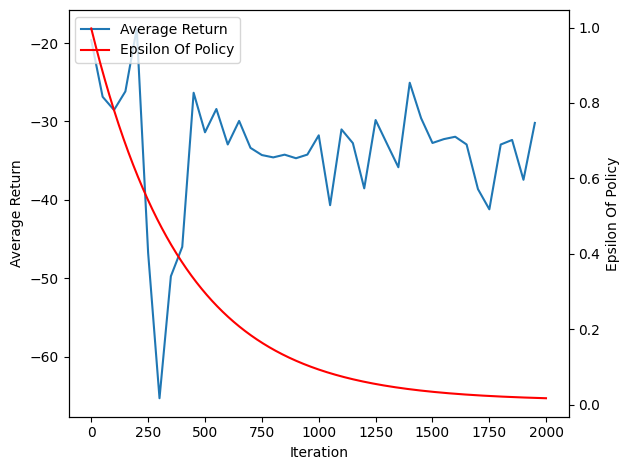 Average Return
Epsilon Of Policy
−20
−30
−40
−50
−60
Average Return
1.0
0.8
0.6
0.4
0.2
0.0
Epsilon Of Policy
0 250 500 750 1000 1250 1500 1750 2000
Iteration